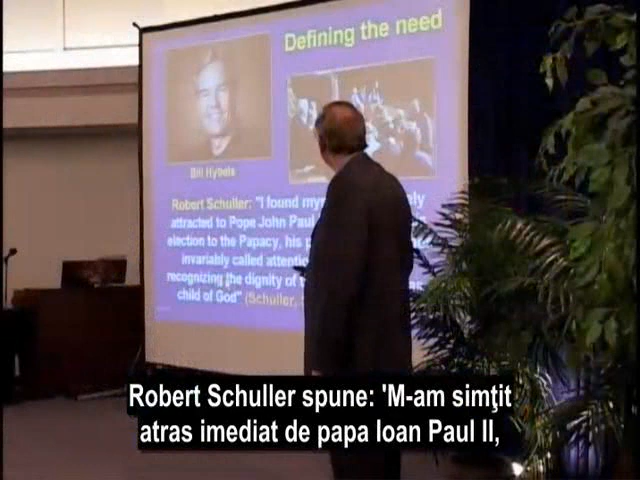 Defining the need
Bill Hybels
Robert Schuller: "I found
attracted to Pope John Paul
election to the Papacy, his
invariably called
recognizing the dignity of
child of God" (Schuller,
Robert Schuller spune: 'M-am simţit
atras imediat de papa Ioan Paul II,